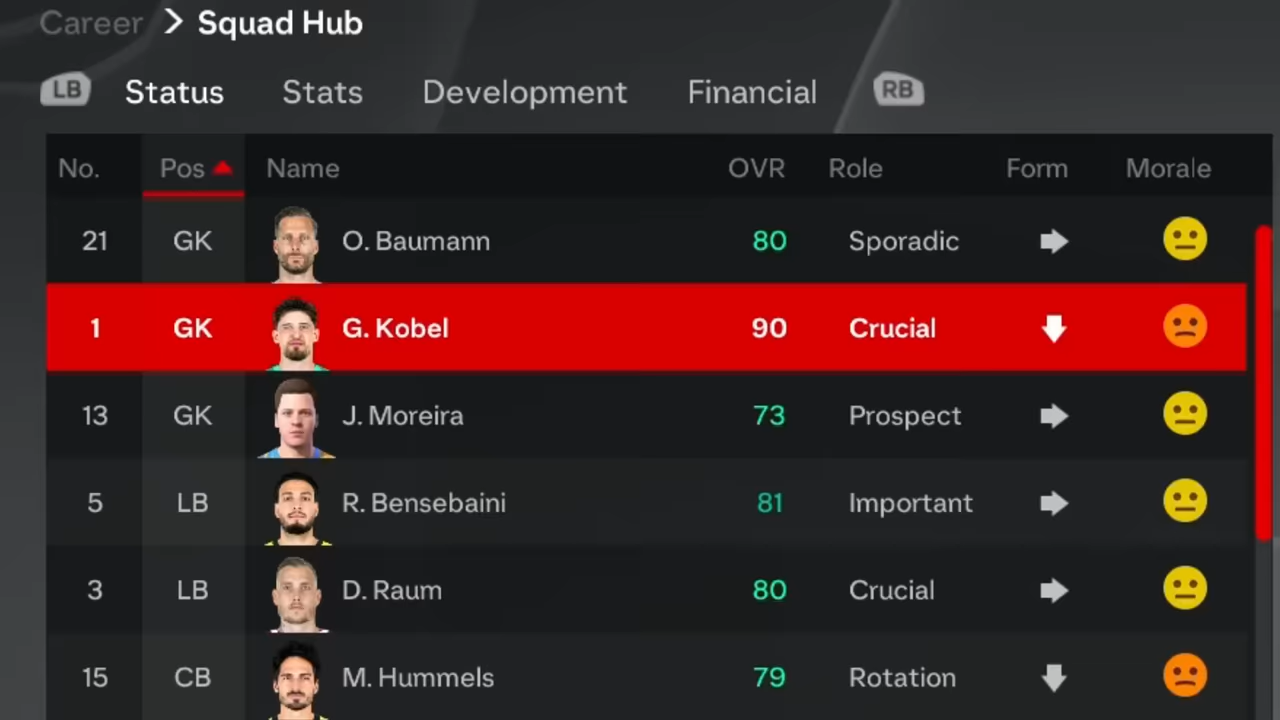 Career > Squad Hub
LB Status Stats Development Financial RB
No. Pos Name OVR Role Form Morale
21 GK O. Baumann 80 Sporadic
1 GK G. Kobel 90 Crucial
13 GK J. Moreira 73 Prospect
5 LB R. Bensebaini 81 Important
3 LB D. Raum 80 Crucial
15 CB M. Hummels 79 Rotation